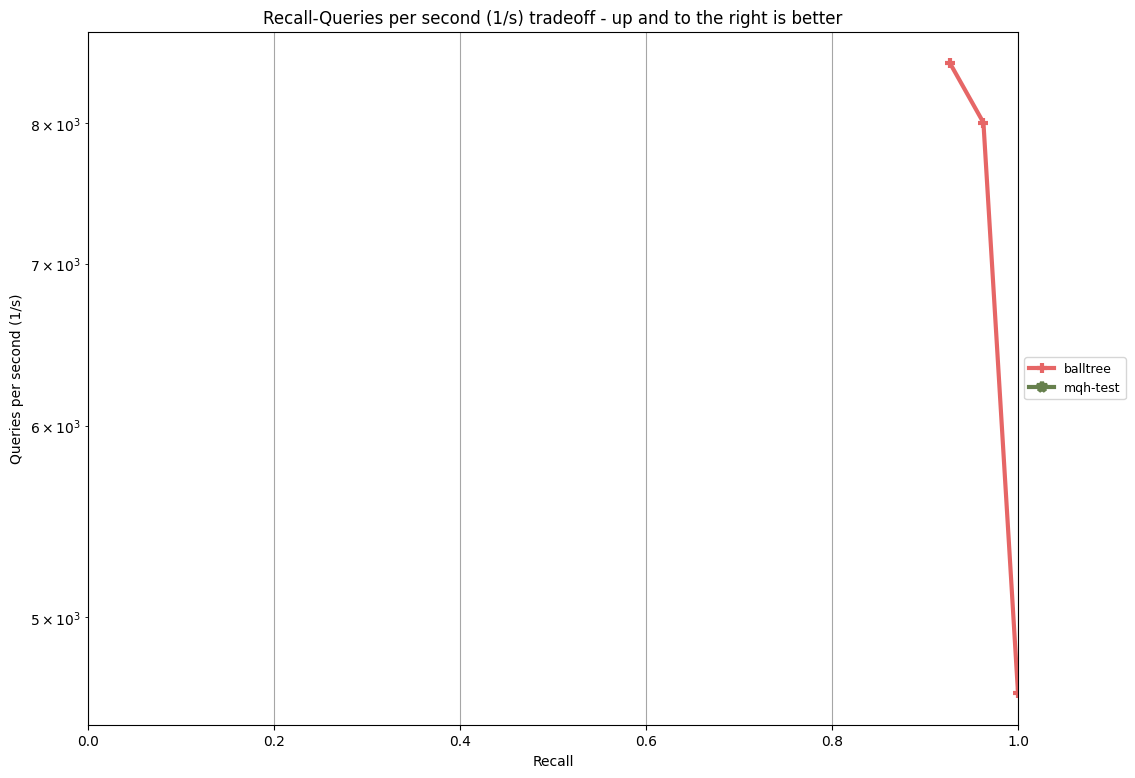 Recall-Queries per second (1/s) tradeoff - up and to the right is better
Queries per second (1/s)
8 × 10³
7 × 10³
6 × 10³
5 × 10³
0.0 0.2 0.4 0.6 0.8 1.0
Recall
balltree
mqh-test